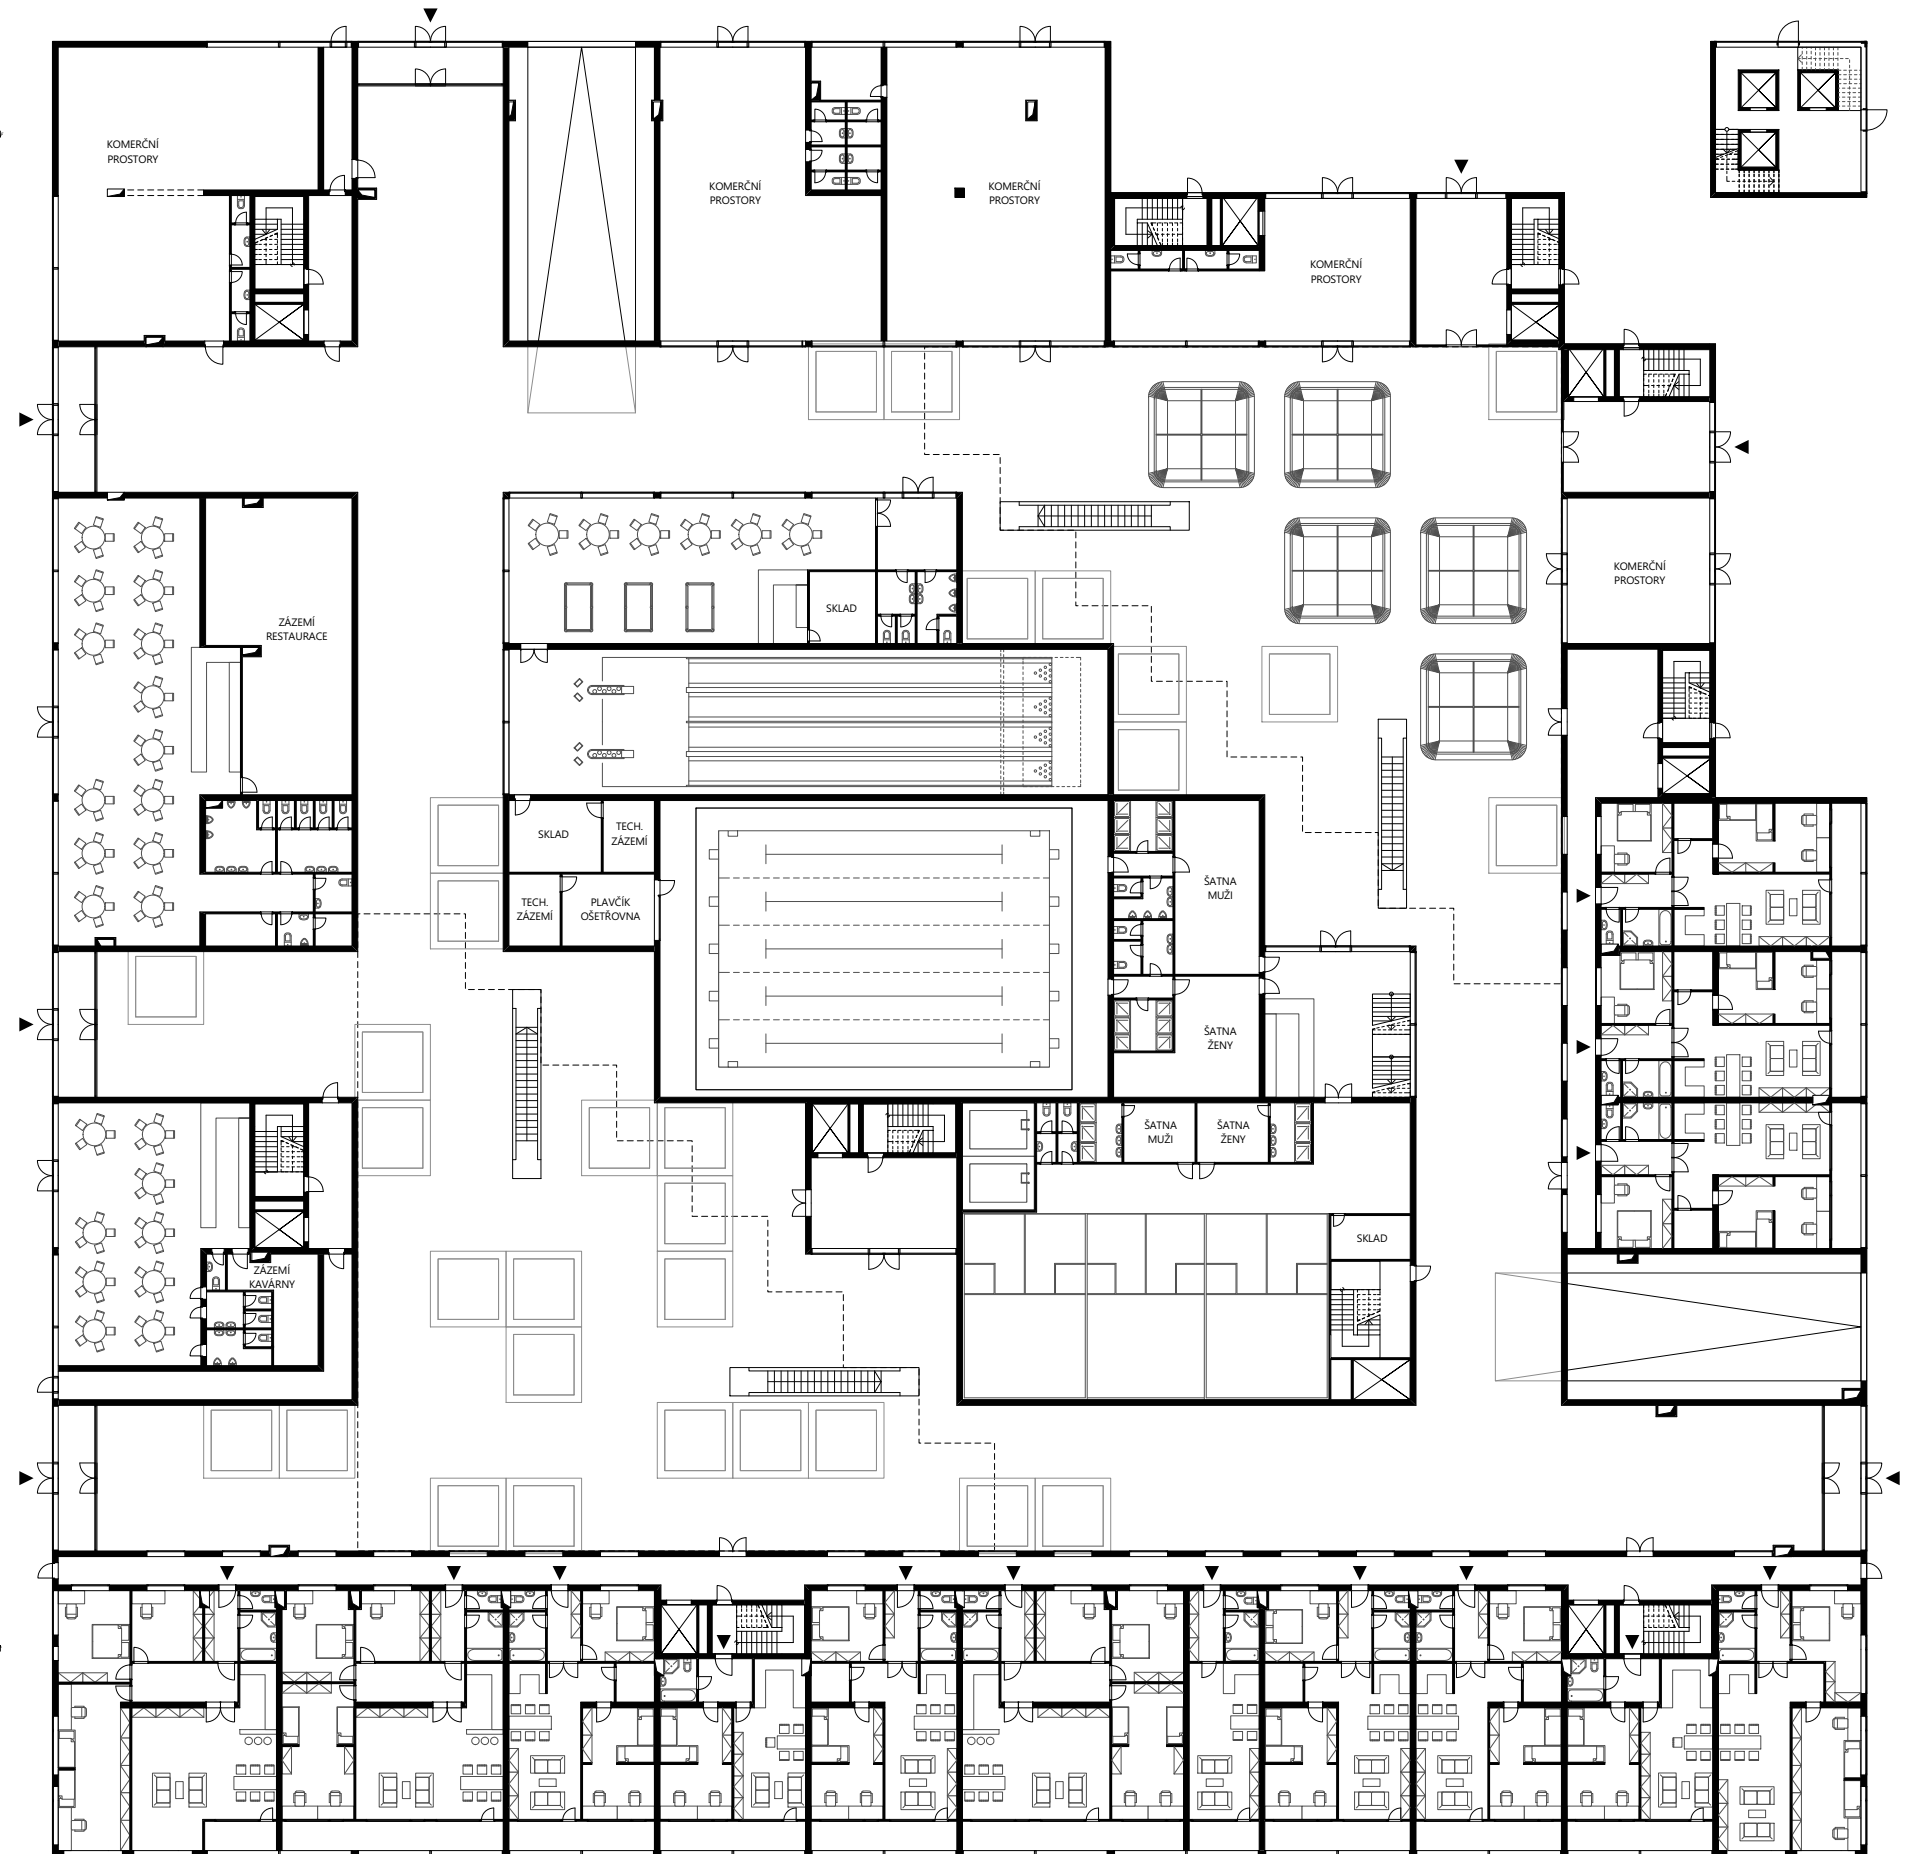 KOMERČNÍ
PROSTORY
KOMERČNÍ
PROSTORY
KOMERČNÍ
PROSTORY
KOMERČNÍ
PROSTORY
KOMERČNÍ
PROSTORY
ZÁZEMÍ
RESTAURACE
SKLAD
SKLAD
TECH.
ZÁZEMÍ
TECH.
ZÁZEMÍ
PLAVČÍK
OŠETŘOVNA
ŠATNA
MUŽI
ŠATNA
ŽENY
ŠATNA
MUŽI
ŠATNA
ŽENY
SKLAD
ZÁZEMÍ
KAVÁRNY